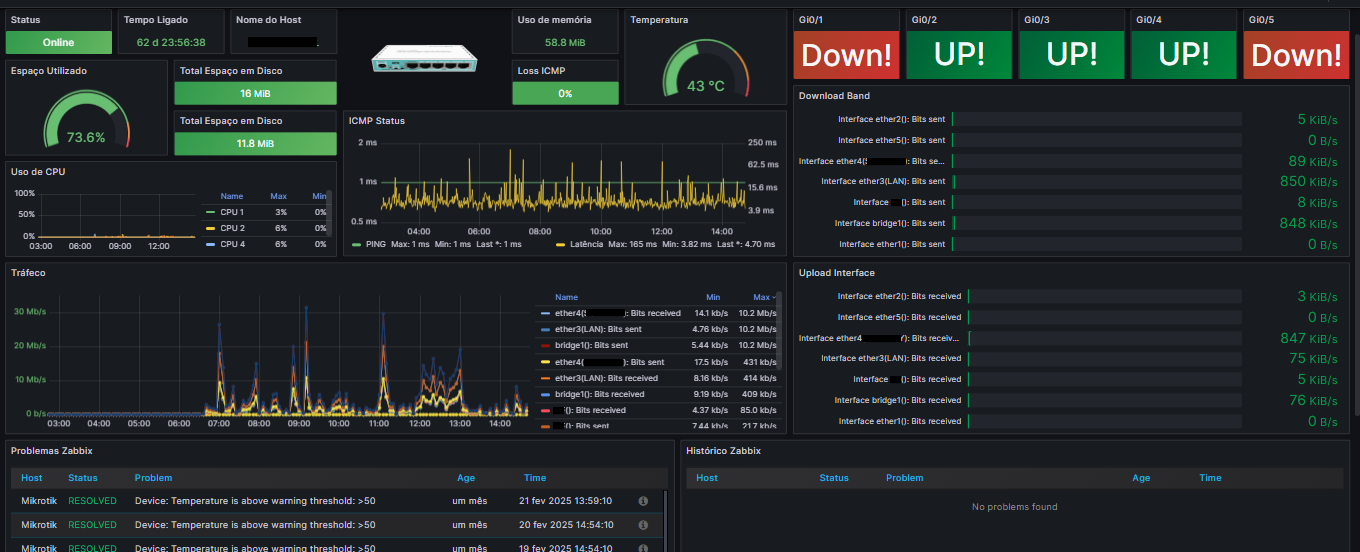 Status
Online
Tempo Ligado
62 d 23:56:38
Nome do Host
Uso de memória
58.8 MiB
Temperatura
43 °C
Gi0/1
Down!
Gi0/2
UP!
Gi0/3
UP!
Gi0/4
UP!
Gi0/5
Down!
Espaço Utilizado
73.6%
Total Espaço em Disco
16 MiB
Total Espaço em Disco
11.8 MiB
Loss ICMP
0%
Uso de CPU
100%
50%
0%
03:00 06:00 09:00 12:00
Name Max Min
CPU 1 3% 0%
CPU 2 6% 0%
CPU 4 6% 0%
ICMP Status
2 ms
1 ms
0.5 ms
250 ms
62.5 ms
15.6 ms
3.9 ms
04:00 06:00 08:00 10:00 12:00 14:00
PING Max: 1 ms Min: 1 ms Last *: 1 ms Latência Max: 165 ms Min: 3.82 ms Last *: 4.70 ms
Download Band
Interface ether2(): Bits sent 5 KiB/s
Interface ether5(): Bits sent 0 B/s
Interface ether4( ): Bits se... 89 KiB/s
Interface ether3(LAN): Bits sent 850 KiB/s
Interface (): Bits sent 8 KiB/s
Interface bridge1(): Bits sent 848 KiB/s
Interface ether1(): Bits sent 0 B/s
Tráfeco
30 Mb/s
20 Mb/s
10 Mb/s
0 b/s
03:00 04:00 05:00 06:00 07:00 08:00 09:00 10:00 11:00 12:00 13:00 14:00
Name Min Max
ether4( ): Bits received 14.1 kb/s 10.2 Mb/s
ether3(LAN): Bits sent 4.76 kb/s 10.2 Mb/s
bridge1(): Bits sent 5.44 kb/s 10.2 Mb/s
ether4( ): Bits sent 17.5 kb/s 431 kb/s
ether3(LAN): Bits received 8.16 kb/s 414 kb/s
bridge1(): Bits received 9.19 kb/s 409 kb/s
(): Bits received 4.37 kb/s 85.0 kb/s
(): Bits sent 7.44 kb/s 21.7 kb/s
Upload Interface
Interface ether2(): Bits received 3 KiB/s
Interface ether5(): Bits received 0 B/s
Interface ether4 ): Bits receiv... 847 KiB/s
Interface ether3(LAN): Bits received 75 KiB/s
Interface (): Bits received 5 KiB/s
Interface bridge1(): Bits received 76 KiB/s
Interface ether1(): Bits received 0 B/s
Problemas Zabbix
Host Status Problem Age Time
Mikrotik RESOLVED Device: Temperature is above warning threshold: >50 um mês 21 fev 2025 13:59:10
Mikrotik RESOLVED Device: Temperature is above warning threshold: >50 um mês 20 fev 2025 14:54:10
Mikrotik RESOLVED Device: Temperature is above warning threshold: >50 um mês 19 fev 2025 14:54:10
Histórico Zabbix
Host Status Problem Age Time
No problems found